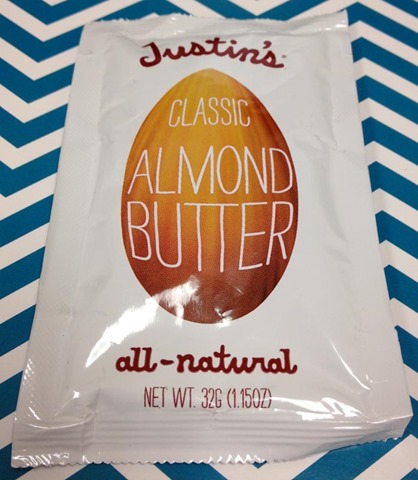 Justin's
CLASSIC
ALMOND
BUTTER
all-natural
NET WT. 32G (1.15OZ)